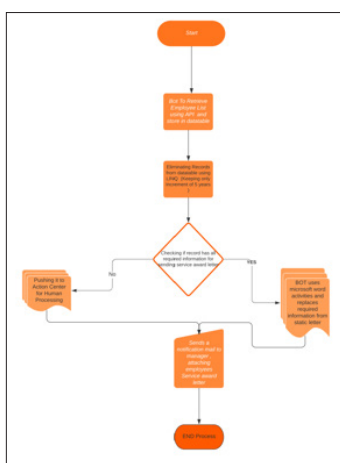 Start
Bot To Retrieve
Employee List
using API and
store in datatable
Eliminating Records
from datatable using
LINQ (Keeping only
increment of 5 years
)
Checking if record has all
required information for
sending service award letter
No
YES
Pushing it to
Action Center
for Human
Processing
BOT uses
microsoft word
activities and
replaces
required
information from
static letter
Sends a
notification mail to
manager
attaching
employees
Service award
letter
END Process